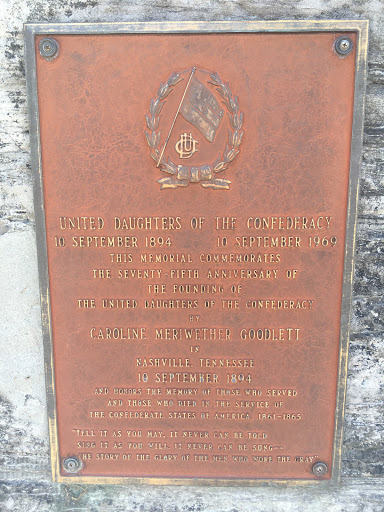 UDC
UNITED DAUGHTERS OF THE CONFEDERACY
10 SEPTEMBER 1894 10 SEPTEMBER 1969
THIS MEMORIAL COMMEMORATES
THE SEVENTY-FIFTH ANNIVERSARY OF
THE FOUNDING OF
THE UNITED DAUGHTERS OF THE CONFEDERACY
BY
CAROLINE MERIWETHER GOODLETT
IN
NASHVILLE, TENNESSEE
10 SEPTEMBER 1894
AND HONORS THE MEMORY OF THOSE WHO SERVED
AND THOSE WHO DIED IN THE SERVICE OF
THE CONFEDERATE STATES OF AMERICA, 1861-1865
"TELL IT AS YOU MAY, IT NEVER CAN BE TOLD
SING IT AS YOU WILL, IT NEVER CAN BE SUNG--
THE STORY OF THE GLORY OF THE MEN WHO WORE THE GRAY"